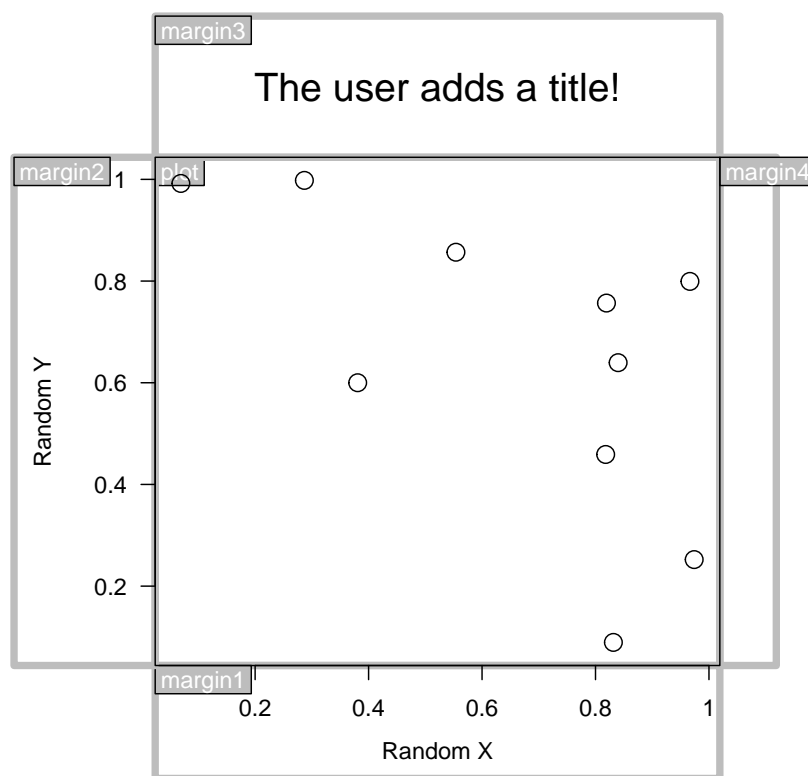 margin3
The user adds a title!
margin2
plot
margin4
1
0.8
0.6
0.4
0.2
Random Y
margin1
0.2 0.4 0.6 0.8 1
Random X